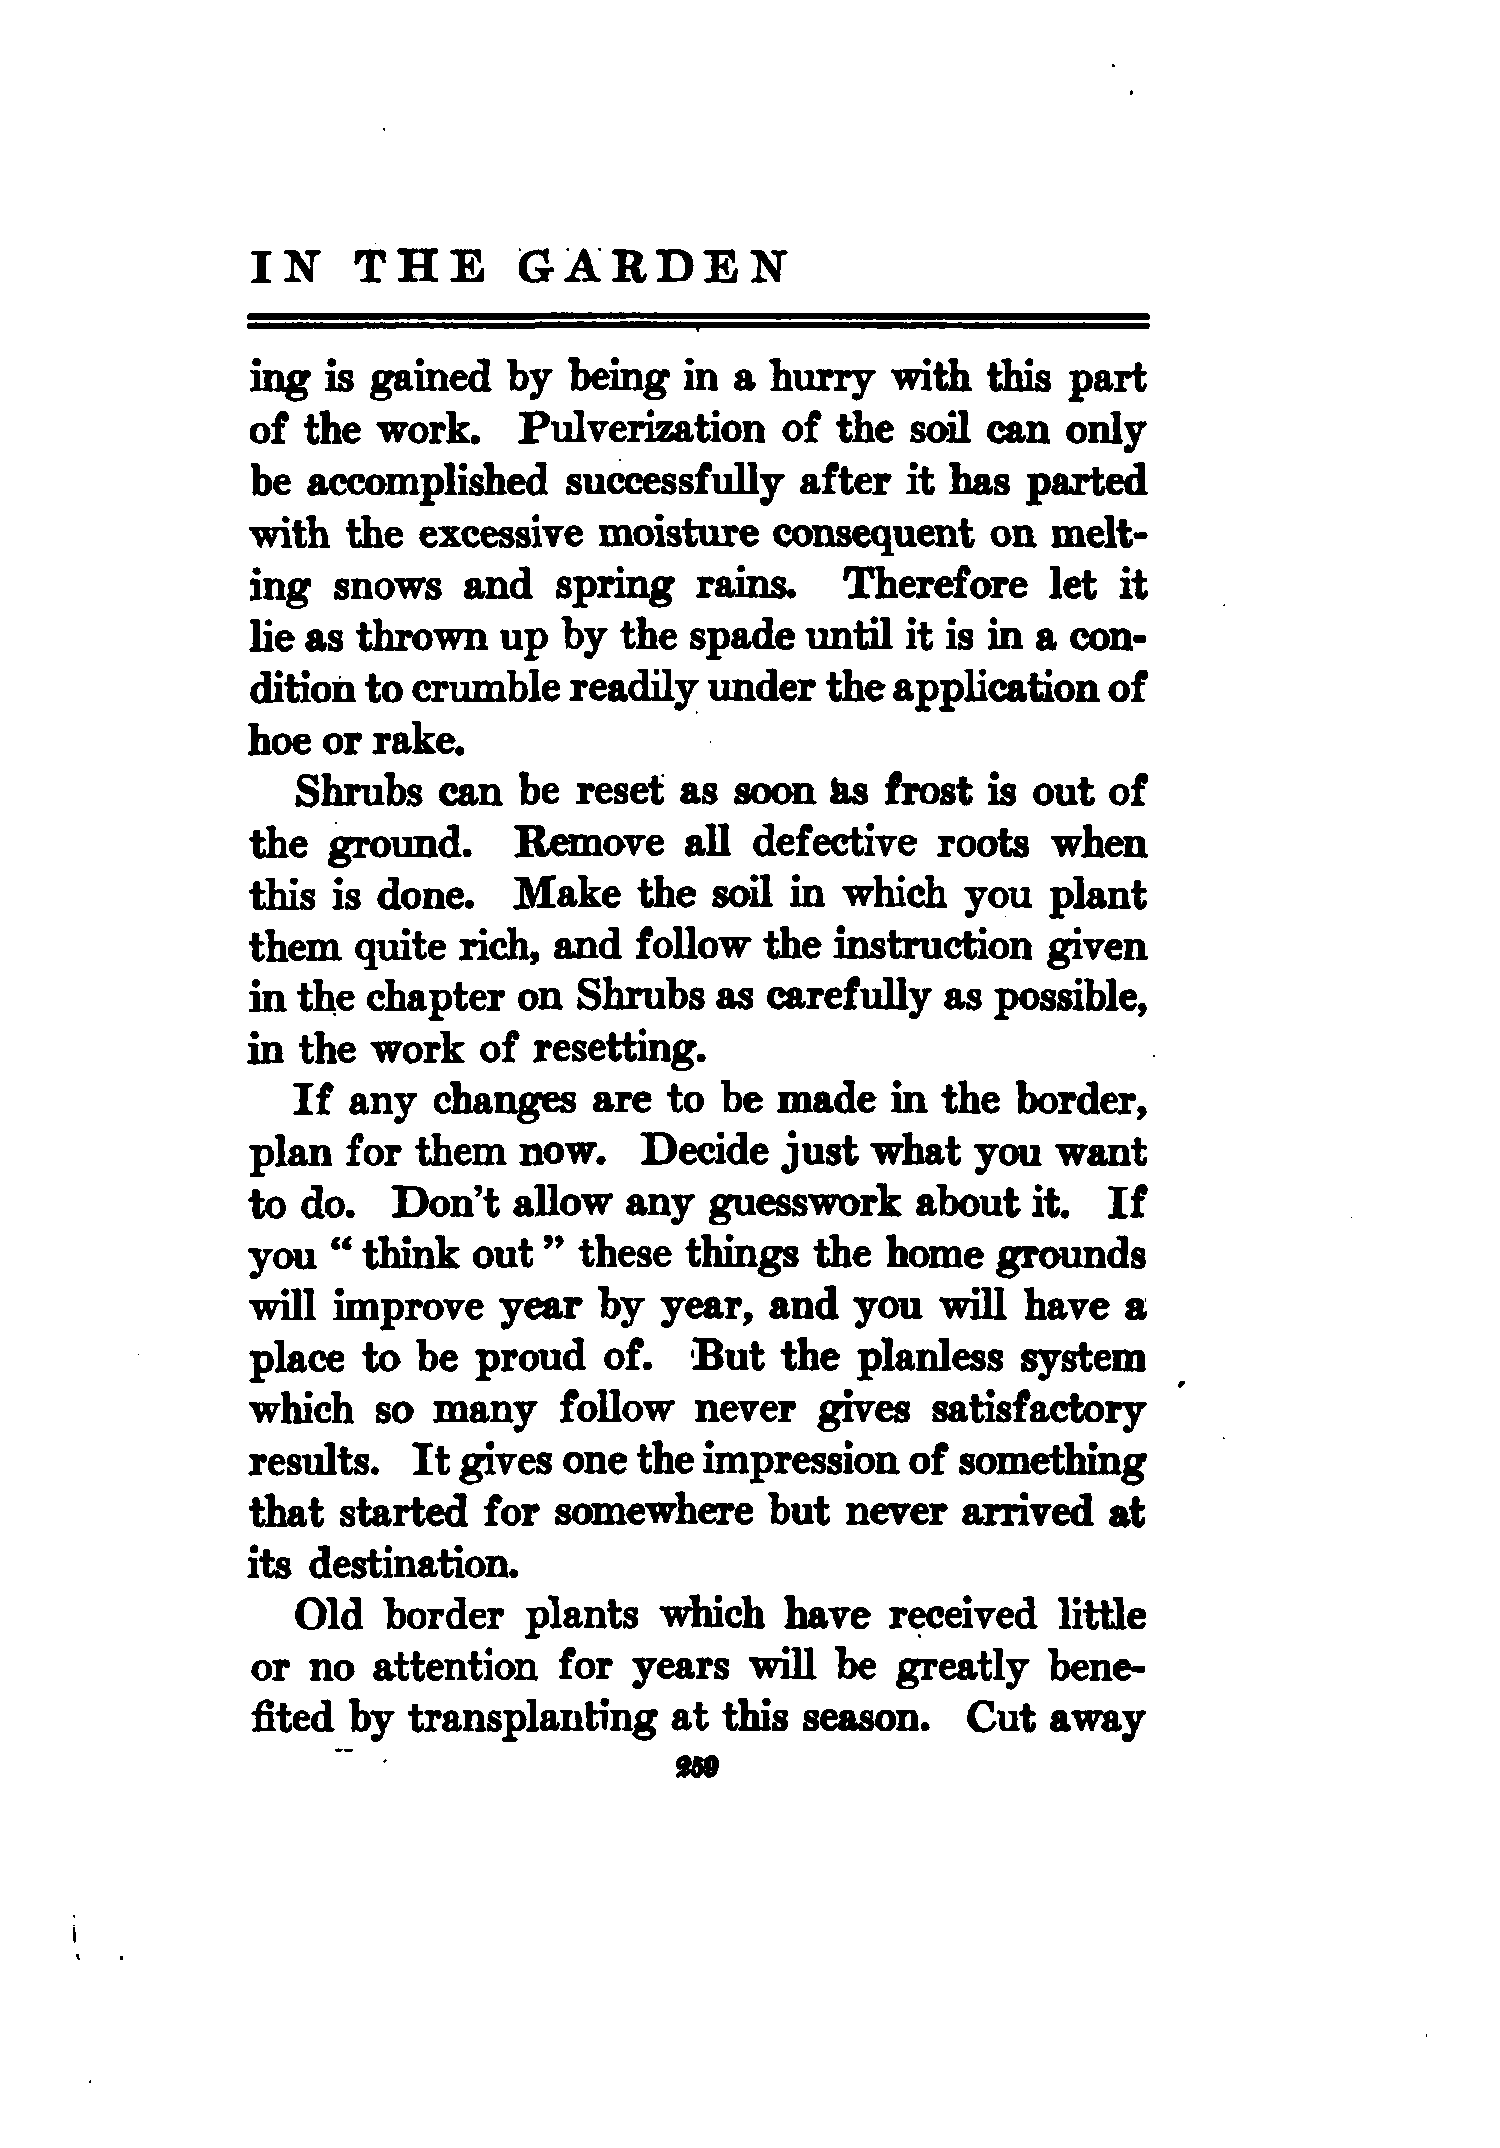 IN THE GARDEN
ing is gained by being in a hurry with this part
of the work. Pulverization of the soil can only
be accomplished successfully after it has parted
with the excessive moisture consequent on melt-
ing snows and spring rains. Therefore let it
lie as thrown up by the spade until it is in a con-
dition to crumble readily under the application of
hoe or rake.
Shrubs can be reset as soon as frost is out of
the ground. Remove all defective roots when
this is done. Make the soil in which you plant
them quite rich, and follow the instruction given
in the chapter on Shrubs as carefully as possible,
in the work of resetting.
If any changes are to be made in the border,
plan for them now. Decide just what you want
to do. Don't allow any guesswork about it. If
you “ think out ” these things the home grounds
will improve year by year, and you will have a
place to be proud of. But the planless system
which so many follow never gives satisfactory
results. It gives one the impression of something
that started for somewhere but never arrived at
its destination.
Old border plants which have received little
or no attention for years will be greatly bene-
fited by transplanting at this season. Cut away
259